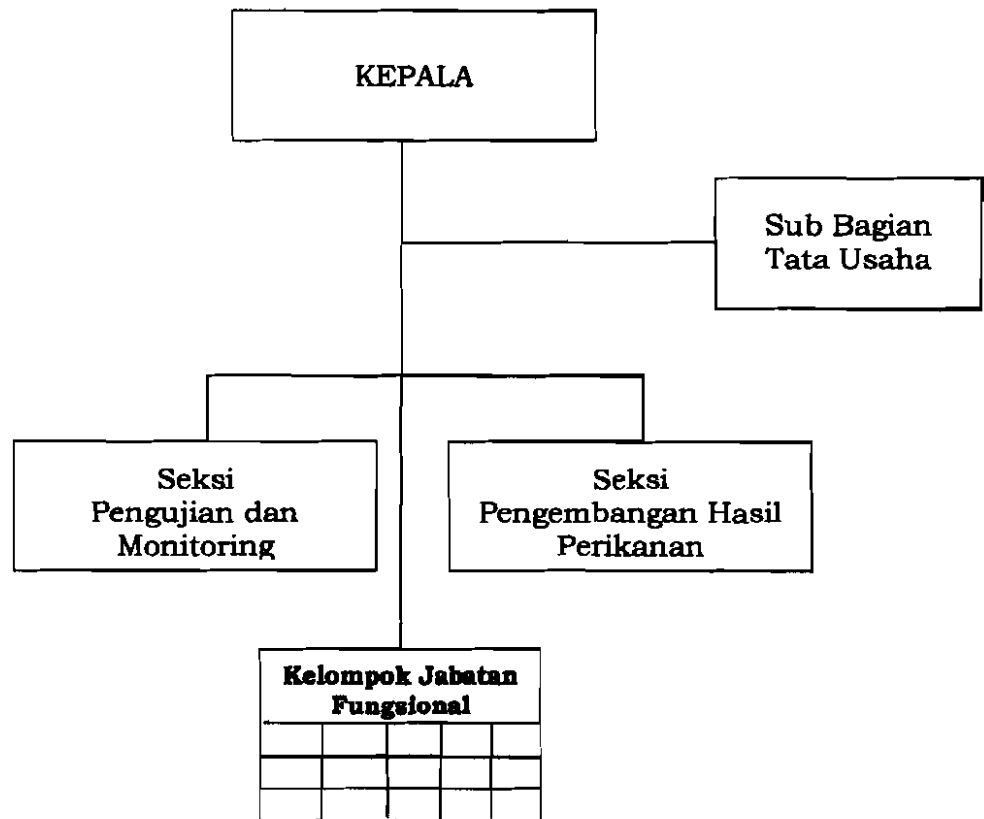 KEPALA
Sub Bagian
Tata Usaha
Seksi
Pengujian dan
Monitoring
Seksi
Pengembangan Hasil
Perikanan
Kelompok Jabatan
Fungsional